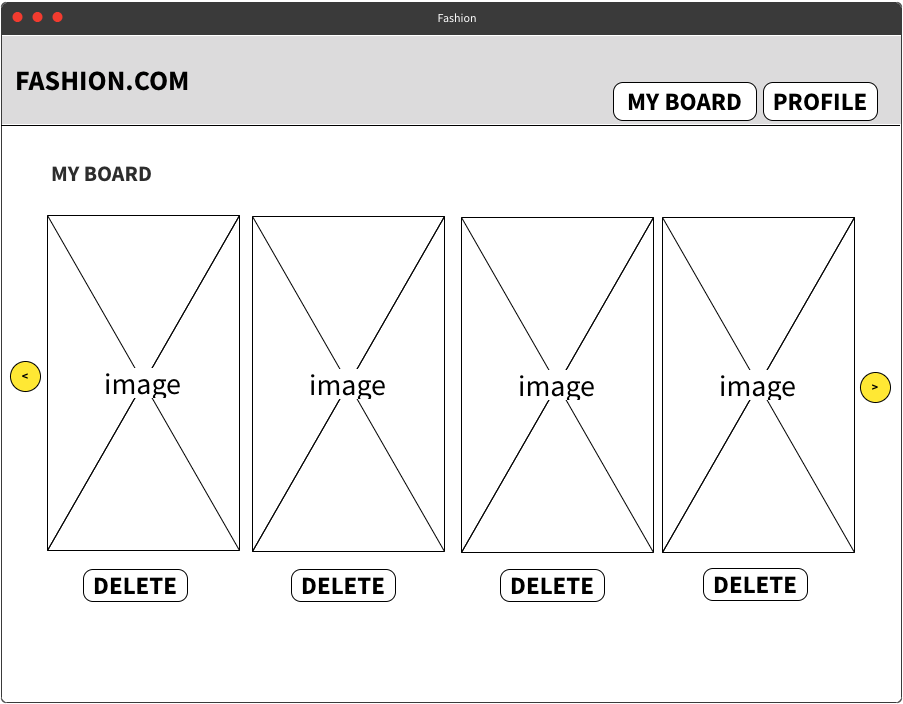 Fashion
FASHION.COM
MY BOARD PROFILE
MY BOARD
image image image image
< >
DELETE DELETE DELETE DELETE